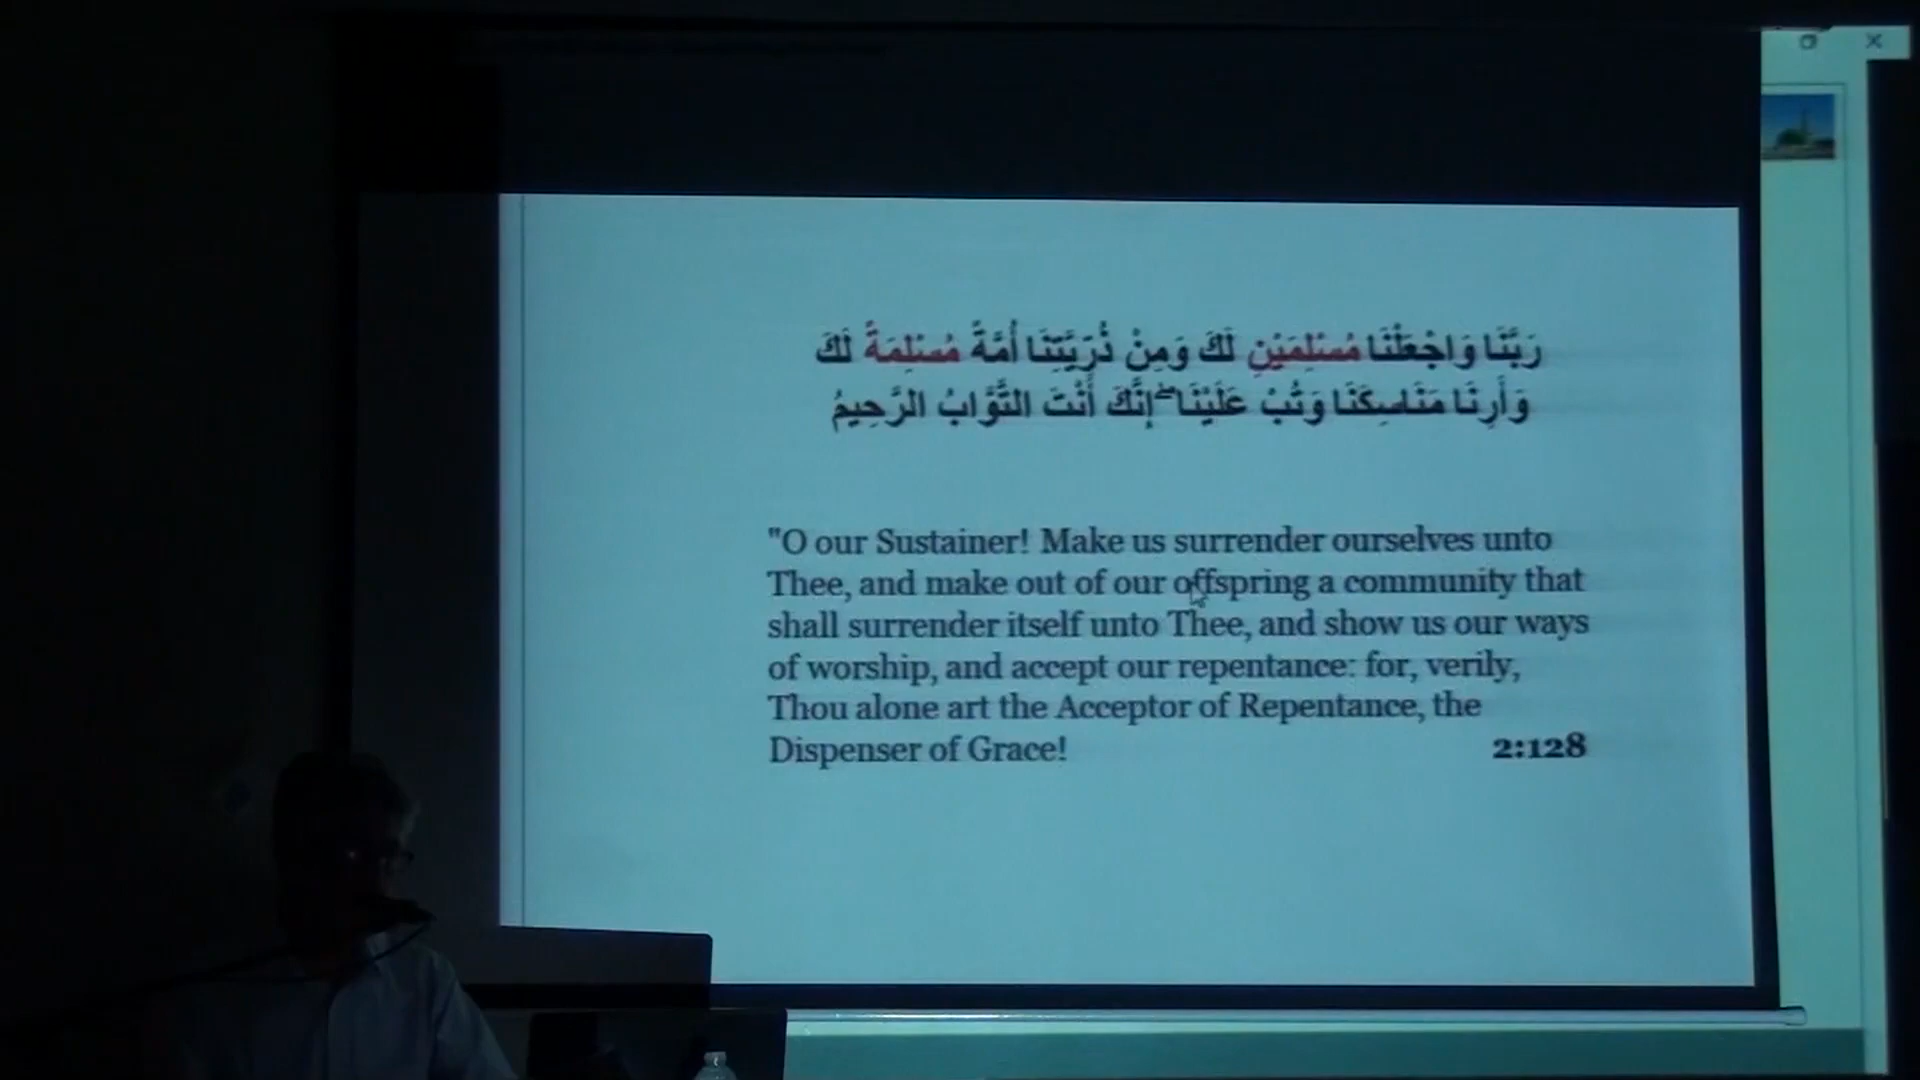 رَبَّنَا وَاجْعَلْنَا مُسْلِمَيْنِ لَكَ وَمِنْ ذُرِّيَّتِنَا أُمَّةً مُسْلِمَةً لَكَ
وَأَرِنَا مَنَاسِكَنَا وَتُبْ عَلَيْنَا ۖ إِنَّكَ أَنْتَ التَّوَّابُ الرَّحِيمُ
"O our Sustainer! Make us surrender ourselves unto
Thee, and make out of our offspring a community that
shall surrender itself unto Thee, and show us our ways
of worship, and accept our repentance: for, verily,
Thou alone art the Acceptor of Repentance, the
Dispenser of Grace! 2:128